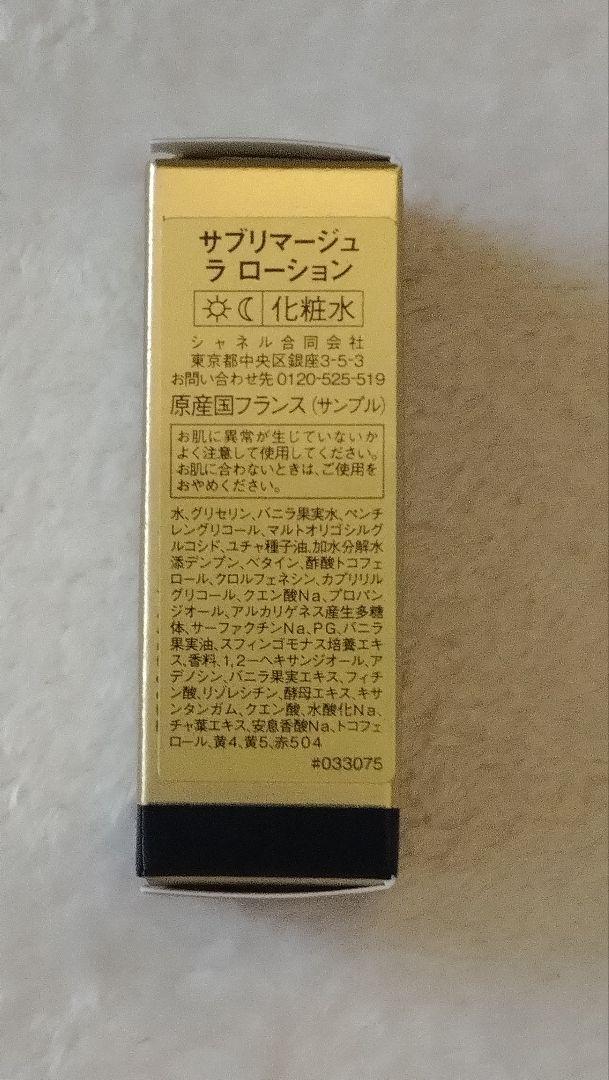 サブリマージュ
ラ ローション
化粧水
シャネル合同会社
東京都中央区銀座3-5-3
お問い合わせ先 0120-525-519
原産国フランス (サンプル)
お肌に異常が生じていないか
よく注意して使用してください。
お肌に合わないときは、ご使用を
おやめください。
水、グリセリン、バニラ果実水、ペンチ
レングリコール、マルトオリゴシルグ
ルコシド、ユチャ種子油、加水分解水
添デンプン、ベタイン、酢酸トコフェ
ロール、クロルフェネシン、カプリリル
グリコール、クエン酸Na、プロパン
ジオール、アルカリゲネス産生多糖
体、サーファクチンNa、PG、バニラ
果実油、スフィンゴモナス培養エキ
ス、香料、1,2-ヘキサンジオール、ア
デノシン、バニラ果実エキス、フィチ
ン酸、リゾレシチン、酵母エキス、キサ
ンタンガム、クエン酸、水酸化Na、
チャ葉エキス、安息香酸Na、トコフェ
ロール、黄4、黄5、赤504
#033075